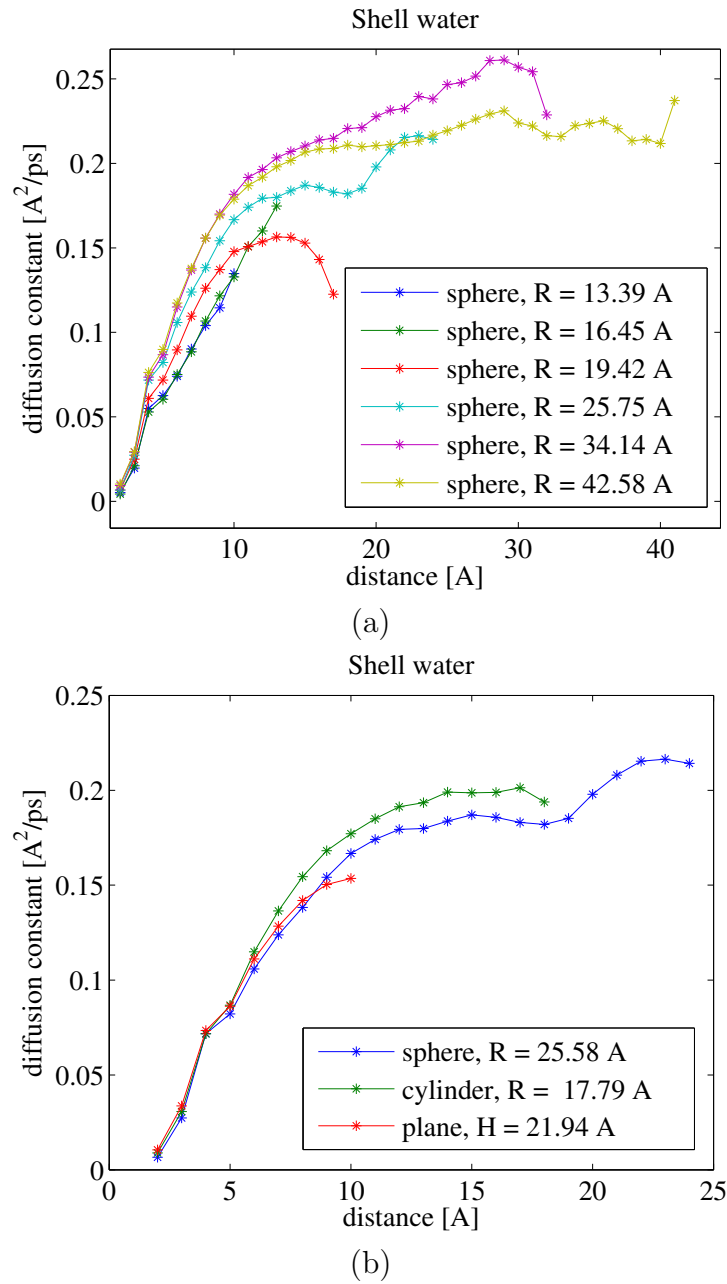 Shell water
0.25
0.2
0.15
0.1
0.05
0
diffusion constant [A^2/ps]
sphere, R = 13.39 A
sphere, R = 16.45 A
sphere, R = 19.42 A
sphere, R = 25.75 A
sphere, R = 34.14 A
sphere, R = 42.58 A
10 20 30 40
distance [A]
(a)
Shell water
0.25
0.2
0.15
0.1
0.05
0
diffusion constant [A^2/ps]
sphere, R = 25.58 A
cylinder, R = 17.79 A
plane, H = 21.94 A
0 5 10 15 20 25
distance [A]
(b)